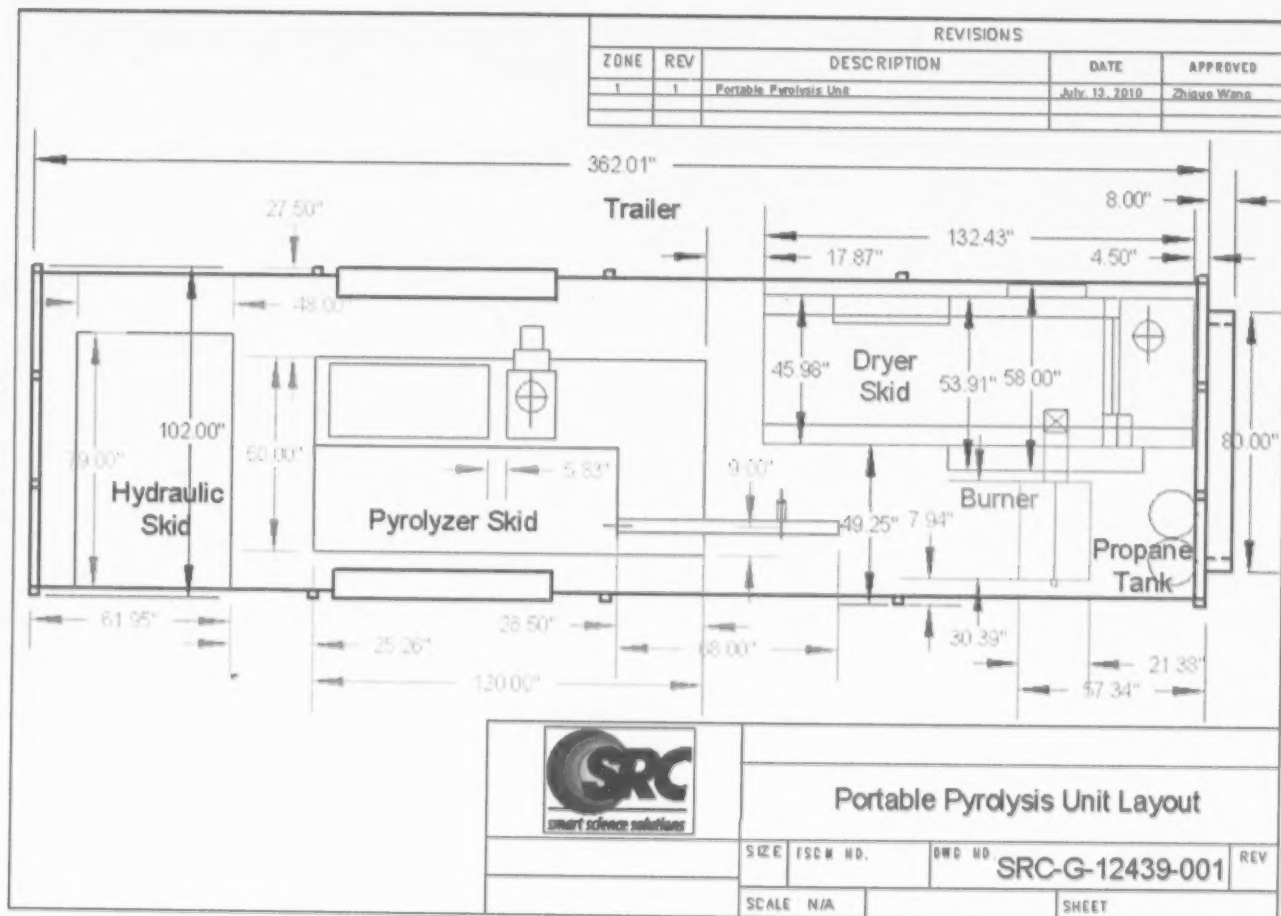 REVISIONS
ZONE REV DESCRIPTION DATE APPROVED
1 1 Portable Pyrolysis Unit July. 13, 2010 Zhiguo Wang
362.01"
8.00"
27.50"
Trailer
132.43"
17.87"
4.50"
48.00"
45.98"
Dryer
Skid
53.91"
58.00"
102.00"
79.00"
50.00"
80.00"
5.83"
9.00"
Hydraulic
Skid
Pyrolyzer Skid
49.25"
7.94"
Burner
Propane
Tank
61.95"
25.26"
26.50"
68.00"
30.39"
21.38"
120.00"
57.34"
SRC
smart science solutions
Portable Pyrolysis Unit Layout
SIZE FSCM NO. DWG NO. SRC-G-12439-001 REV
SCALE N/A SHEET